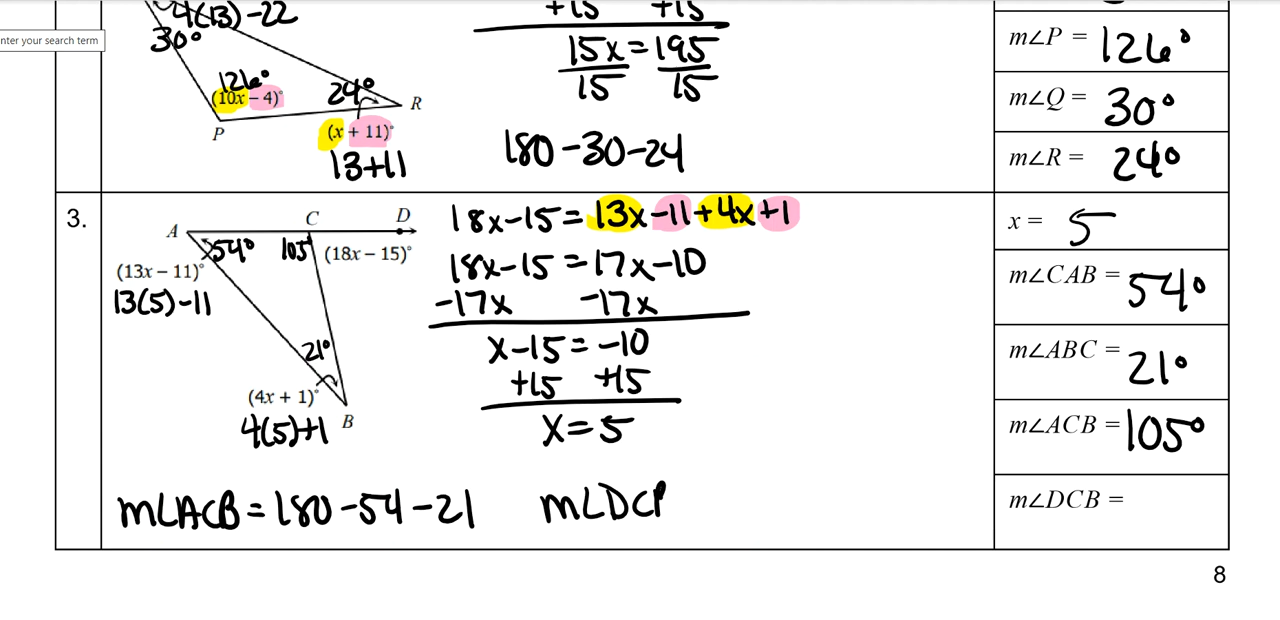 4(13)-22
+15 +15
nter your search term
30°
15x = 195
15 15
m∠P = 126°
126°
(10x − 4)°
24°
R
P
(x + 11)°
13+11
m∠Q = 30°
180-30-24
m∠R = 24°
3.
A C D
54° 105° (18x − 15)°
(13x − 11)°
13(5)-11
21°
(4x + 1)°
4(5)+1
B
18x-15 = 13x-11+4x+1
18x-15 = 17x-10
-17x -17x
x-15 = -10
+15 +15
x = 5
m∠ACB = 180-54-21
m∠DC
x = 5
m∠CAB = 54°
m∠ABC = 21°
m∠ACB = 105°
m∠DCB =
8